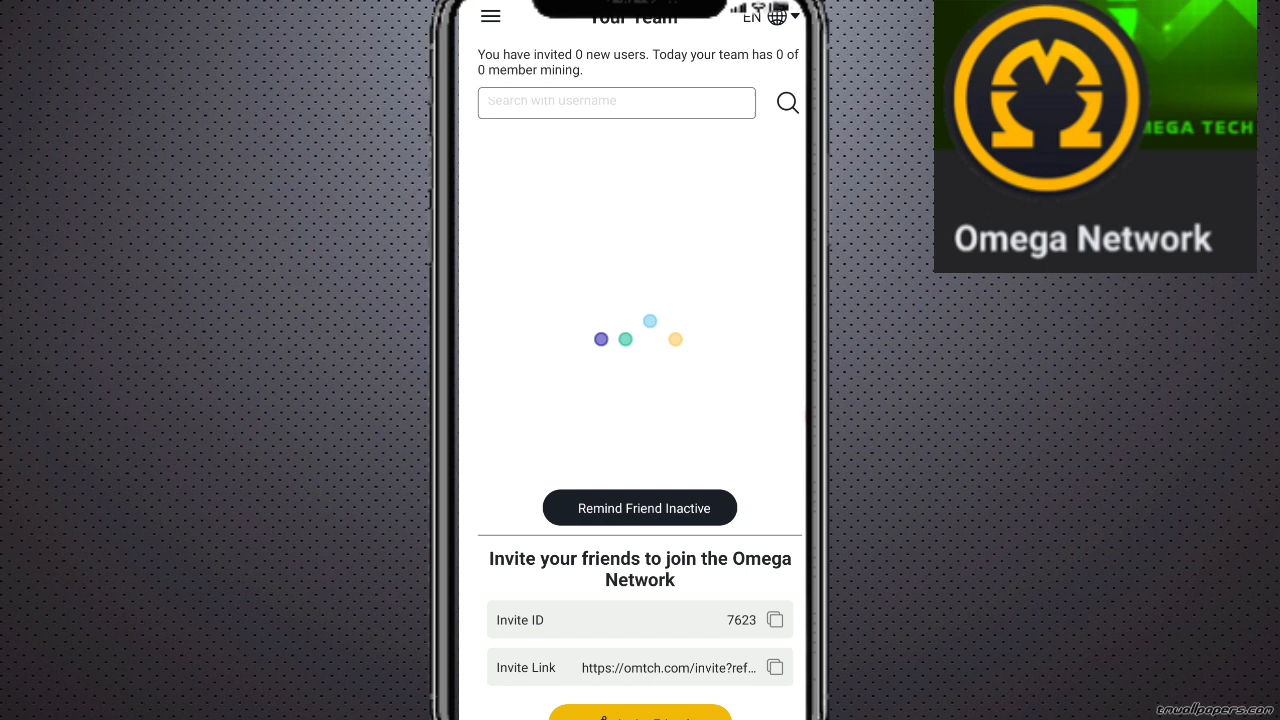 Your Team
EN
You have invited 0 new users. Today your team has 0 of
0 member mining.
Search with username
Remind Friend Inactive
Invite your friends to join the Omega
Network
Invite ID 7623
Invite Link https://omtch.com/invite?ref...
MEGA TECH
Omega Network